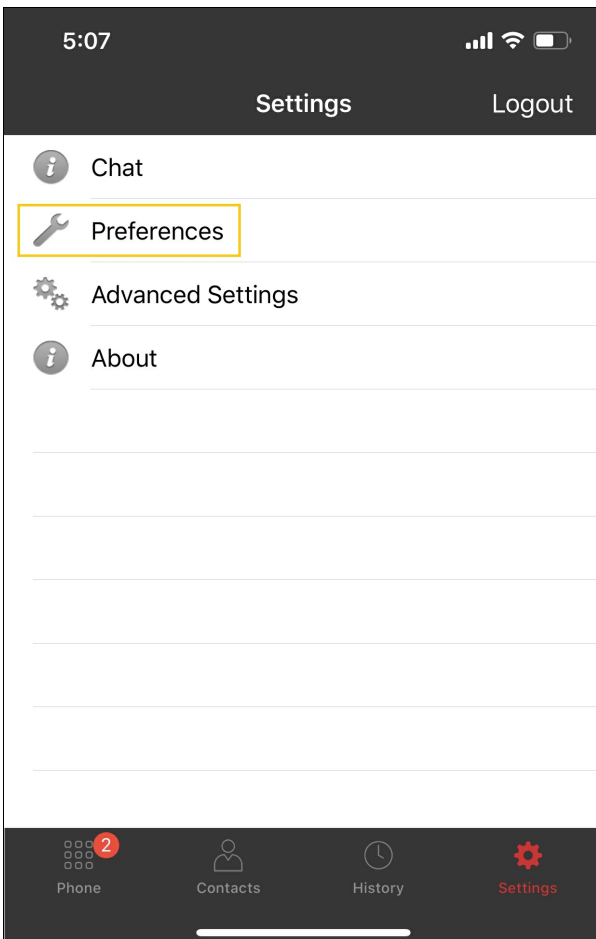 5:07
Settings
Logout
Chat
Preferences
Advanced Settings
About
2
Phone
Contacts
History
Settings